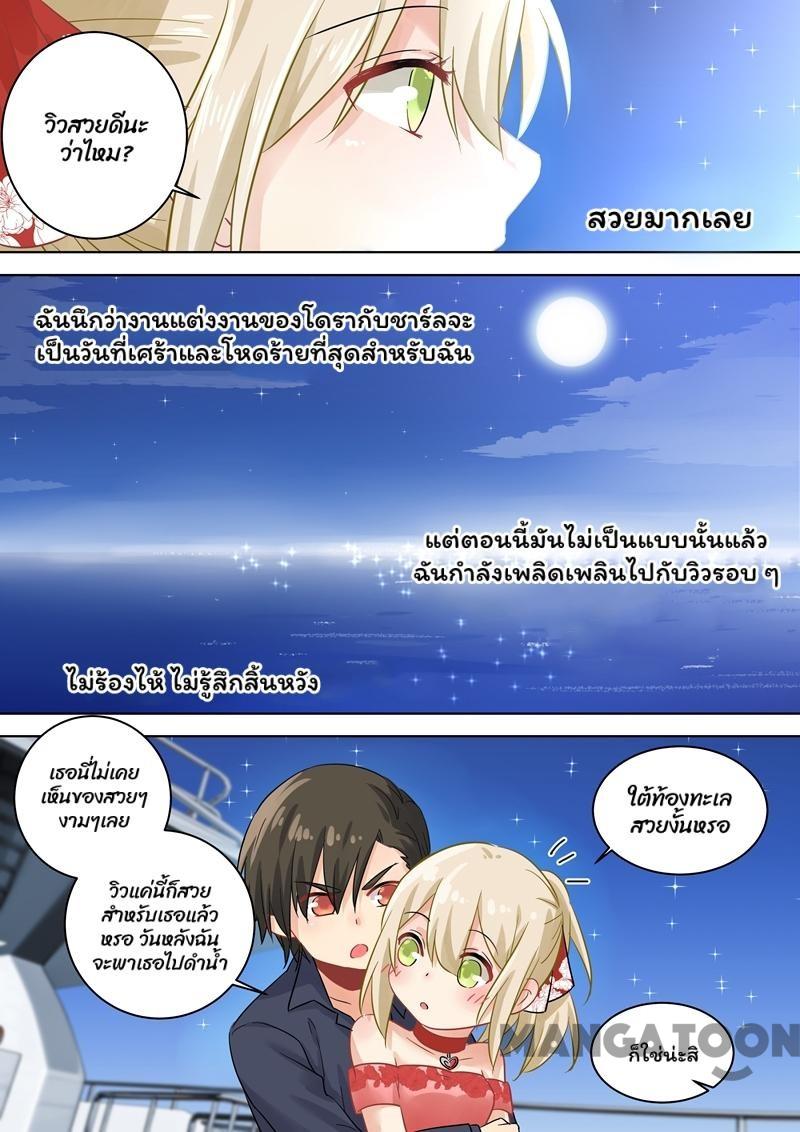 วิวสวยดีนะ
ว่าไหม?
สวยมากเลย
ฉันนึกว่างานแต่งงานของโดรากับชาร์ลจะ
เป็นวันที่เศร้าและโหดร้ายที่สุดสำหรับฉัน
แต่ตอนนี้มันไม่เป็นแบบนั้นแล้ว
ฉันกำลังเพลิดเพลินไปกับวิวรอบ ๆ
ไม่ร้องไห้ ไม่รู้สึกสิ้นหวัง
เธอนี่ไม่เคย
เห็นของสวยๆ
งามๆเลย
วิวแค่นี้ก็สวย
สำหรับเธอแล้ว
หรอ วันหลังฉัน
จะพาเธอไปดำน้ำ
ใต้ท้องทะเล
สวยงั้นหรอ
ก็ใช่น่ะสิ
MANGATOON